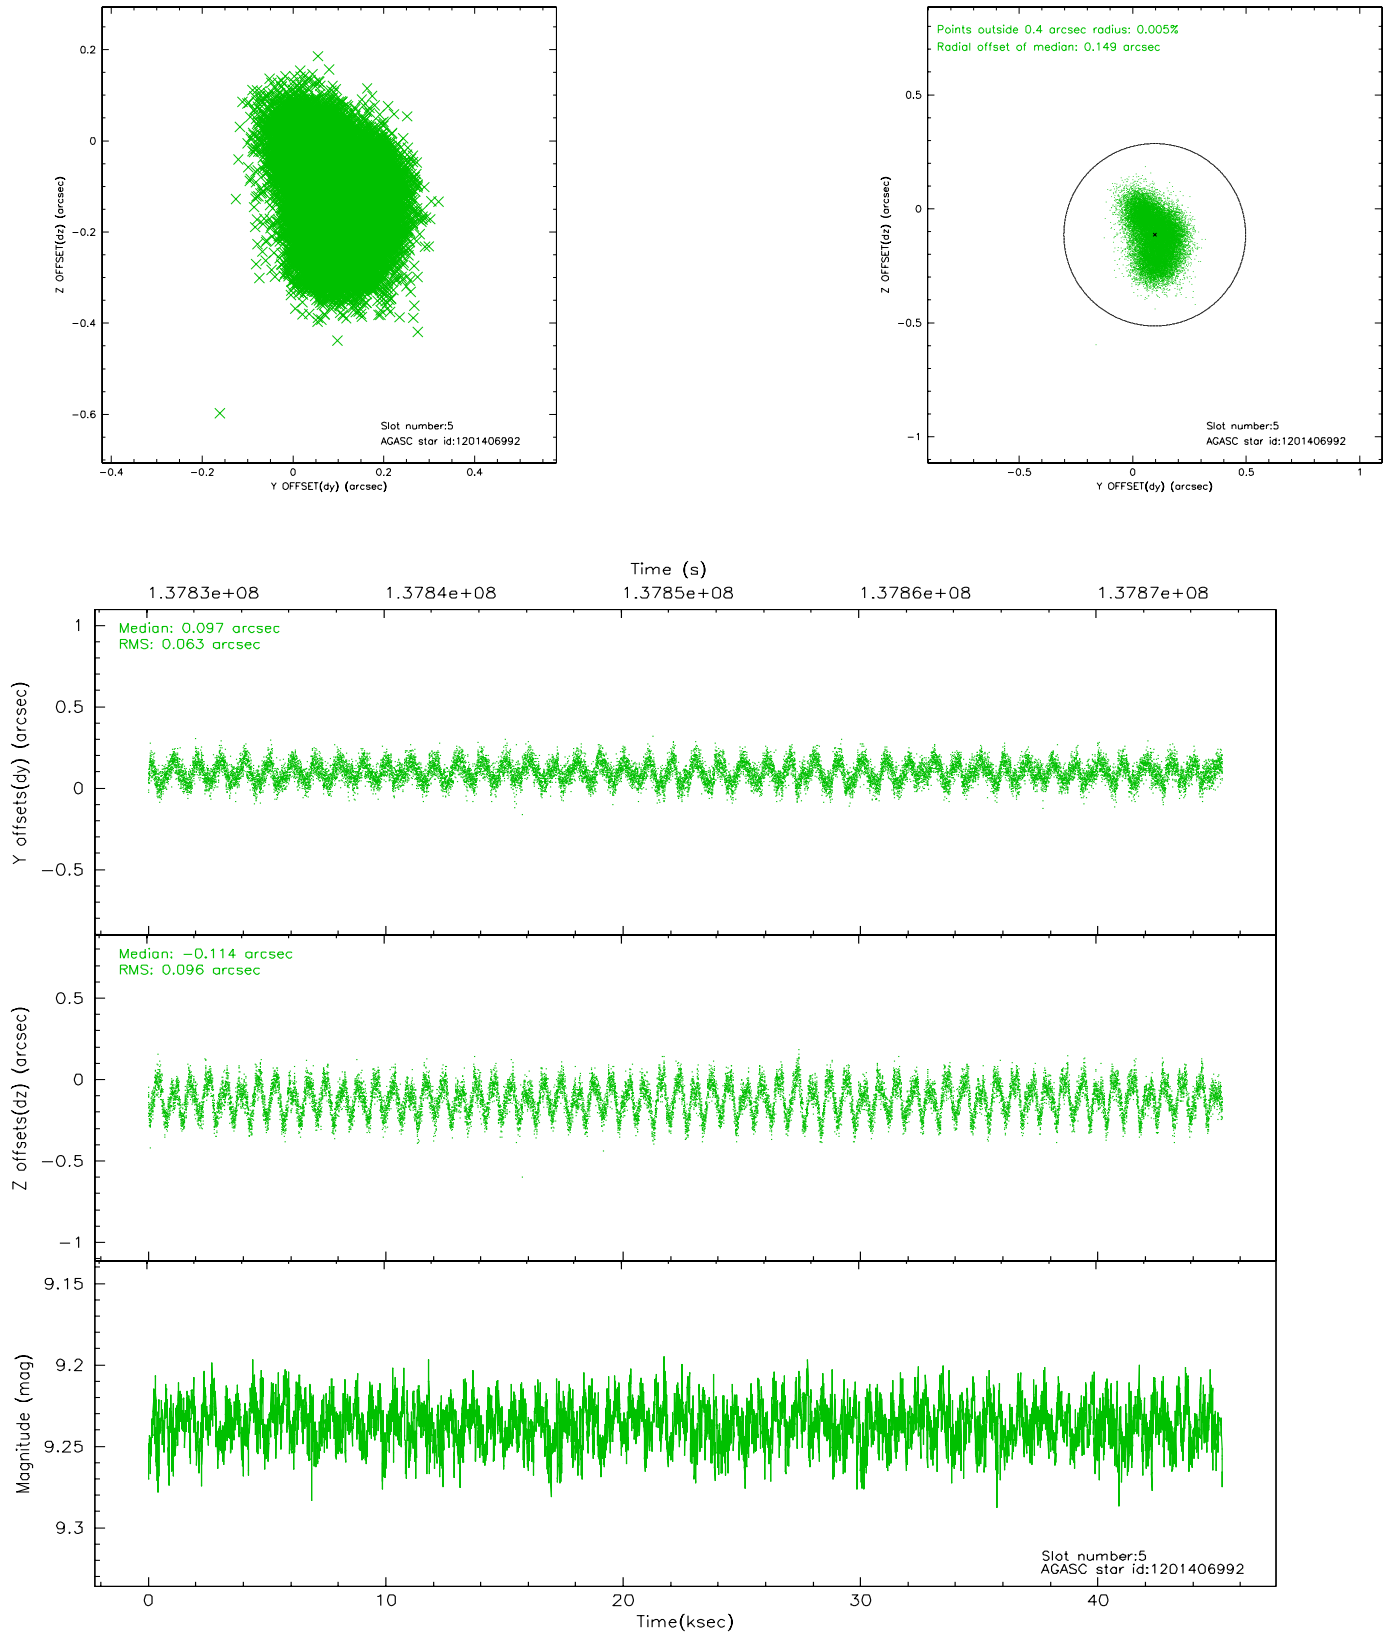 0.2
0
-0.2
-0.4
-0.6
Z OFFSET(dz) (arcsec)
Slot number:5
AGASC star id:1201406992
-0.4 -0.2 0 0.2 0.4
Y OFFSET(dy) (arcsec)
Points outside 0.4 arcsec radius: 0.005%
Radial offset of median: 0.149 arcsec
0.5
0
-0.5
-1
Z OFFSET(dz) (arcsec)
Slot number:5
AGASC star id:1201406992
-0.5 0 0.5 1
Y OFFSET(dy) (arcsec)
Time (s)
1.3783e+08 1.3784e+08 1.3785e+08 1.3786e+08 1.3787e+08
Median: 0.097 arcsec
RMS: 0.063 arcsec
1
0.5
0
-0.5
Y offsets(dy) (arcsec)
Median: -0.114 arcsec
RMS: 0.096 arcsec
0.5
0
-0.5
-1
Z offsets(dz) (arcsec)
9.15
9.2
9.25
9.3
Magnitude (mag)
Slot number:5
AGASC star id:1201406992
0 10 20 30 40
Time(ksec)